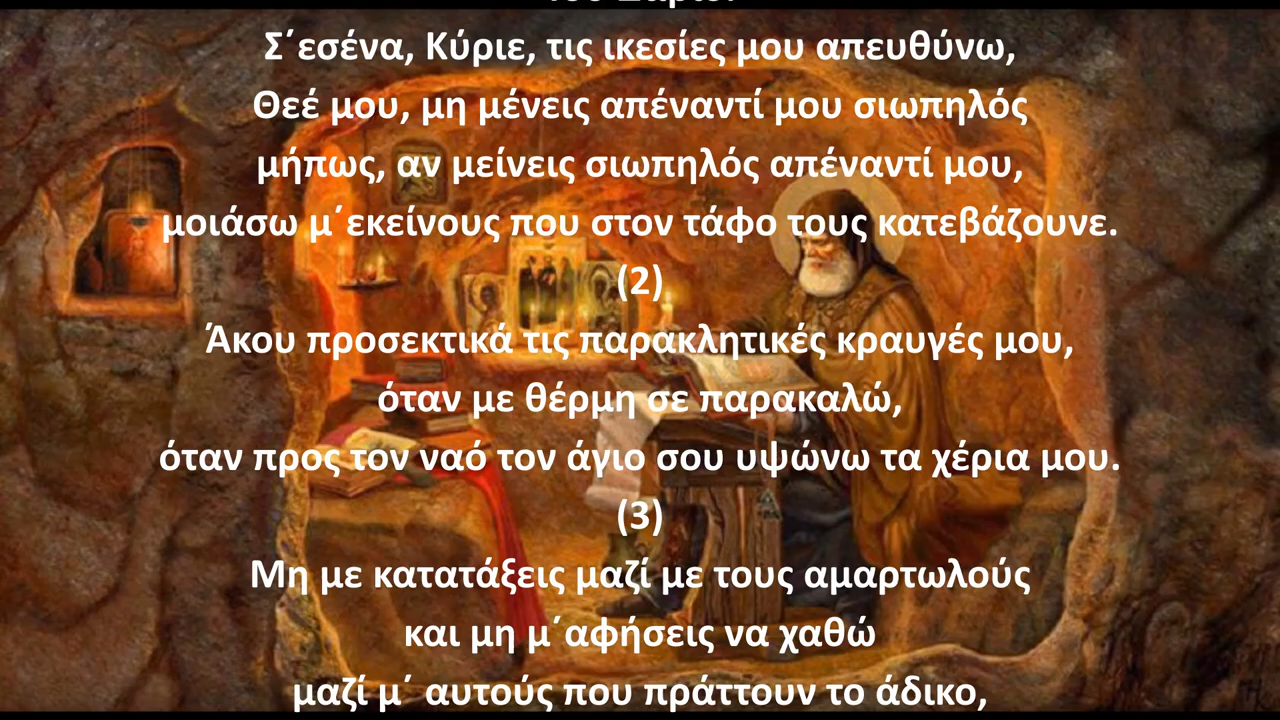 Σ΄εσένα, Κύριε, τις ικεσίες μου απευθύνω,
Θεέ μου, μη μένεις απέναντί μου σιωπηλός
μήπως, αν μείνεις σιωπηλός απέναντί μου,
μοιάσω μ΄εκείνους που στον τάφο τους κατεβάζουνε.
(2)
Άκου προσεκτικά τις παρακλητικές κραυγές μου,
όταν με θέρμη σε παρακαλώ,
όταν προς τον ναό τον άγιο σου υψώνω τα χέρια μου.
(3)
Μη με κατατάξεις μαζί με τους αμαρτωλούς
και μη μ΄αφήσεις να χαθώ
μαζί μ΄ αυτούς που πράττουν το άδικο,